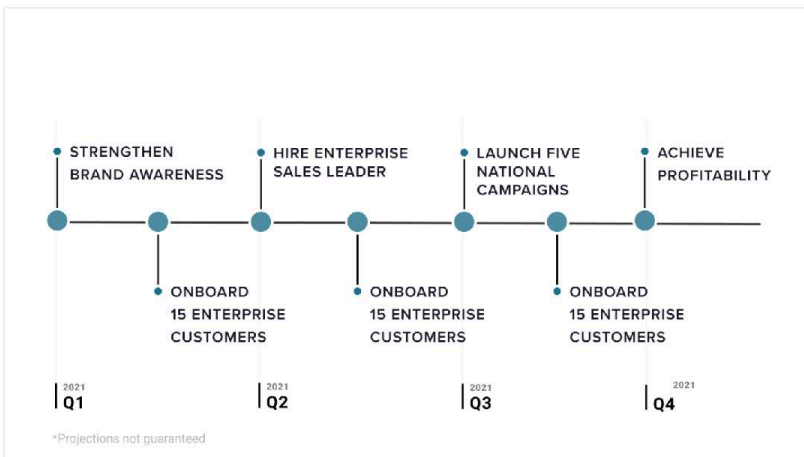 STRENGTHEN
BRAND AWARENESS
HIRE ENTERPRISE
SALES LEADER
LAUNCH FIVE
NATIONAL
CAMPAIGNS
ACHIEVE
PROFITABILITY
ONBOARD
15 ENTERPRISE
CUSTOMERS
ONBOARD
15 ENTERPRISE
CUSTOMERS
ONBOARD
15 ENTERPRISE
CUSTOMERS
2021
Q1
2021
Q2
2021
Q3
2021
Q4
*Projections not guaranteed